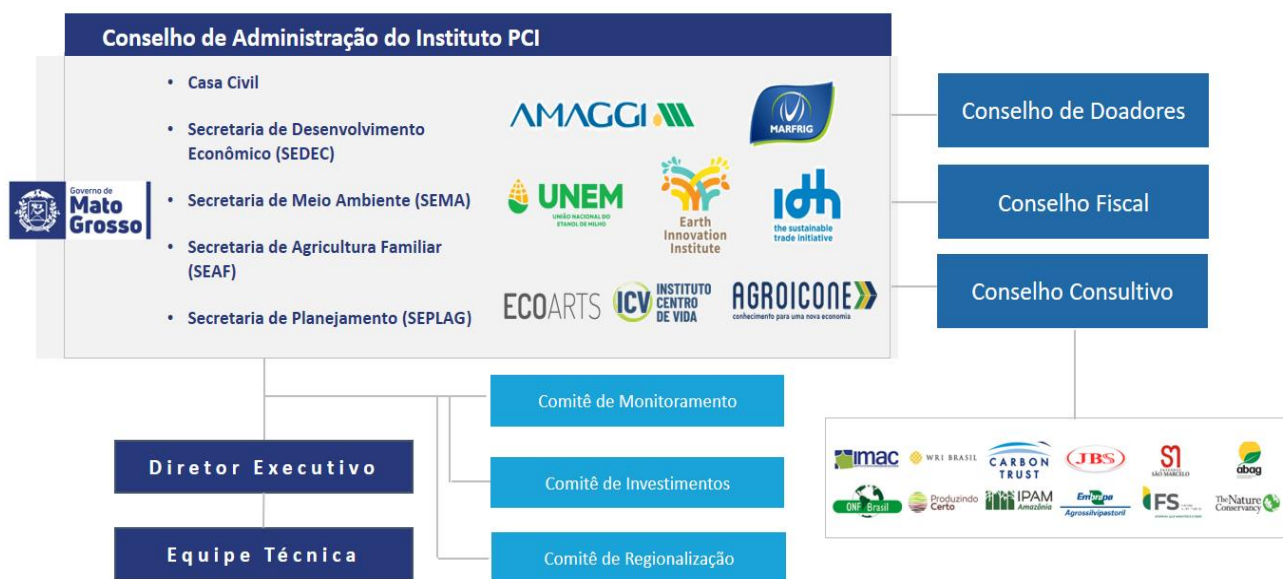 Conselho de Administração do Instituto PCI
• Casa Civil
• Secretaria de Desenvolvimento
Econômico (SEDEC)
• Secretaria de Meio Ambiente (SEMA)
• Secretaria de Agricultura Familiar
(SEAF)
• Secretaria de Planejamento (SEPLAG)
Governo de
Mato
Grosso
AMAGGI
MARFRIG
UNEM
UNIÃO NACIONAL DO
ETANOL DE MILHO
Earth
Innovation
Institute
idh
the sustainable
trade initiative
ECOARTS
ICV
INSTITUTO
CENTRO
DE VIDA
AGROICONE
conhecimento para uma nova economia
Conselho de Doadores
Conselho Fiscal
Conselho Consultivo
Comitê de Monitoramento
Comitê de Investimentos
Comitê de Regionalização
Diretor Executivo
Equipe Técnica
imac
WRI BRASIL
CARBON
TRUST
JBS
SÃO MARCELO
abag
ONF Brasil
Produzindo
Certo
IPAM
Amazônia
Embrapa
Agrossilvipastoril
FS
The Nature
Conservancy